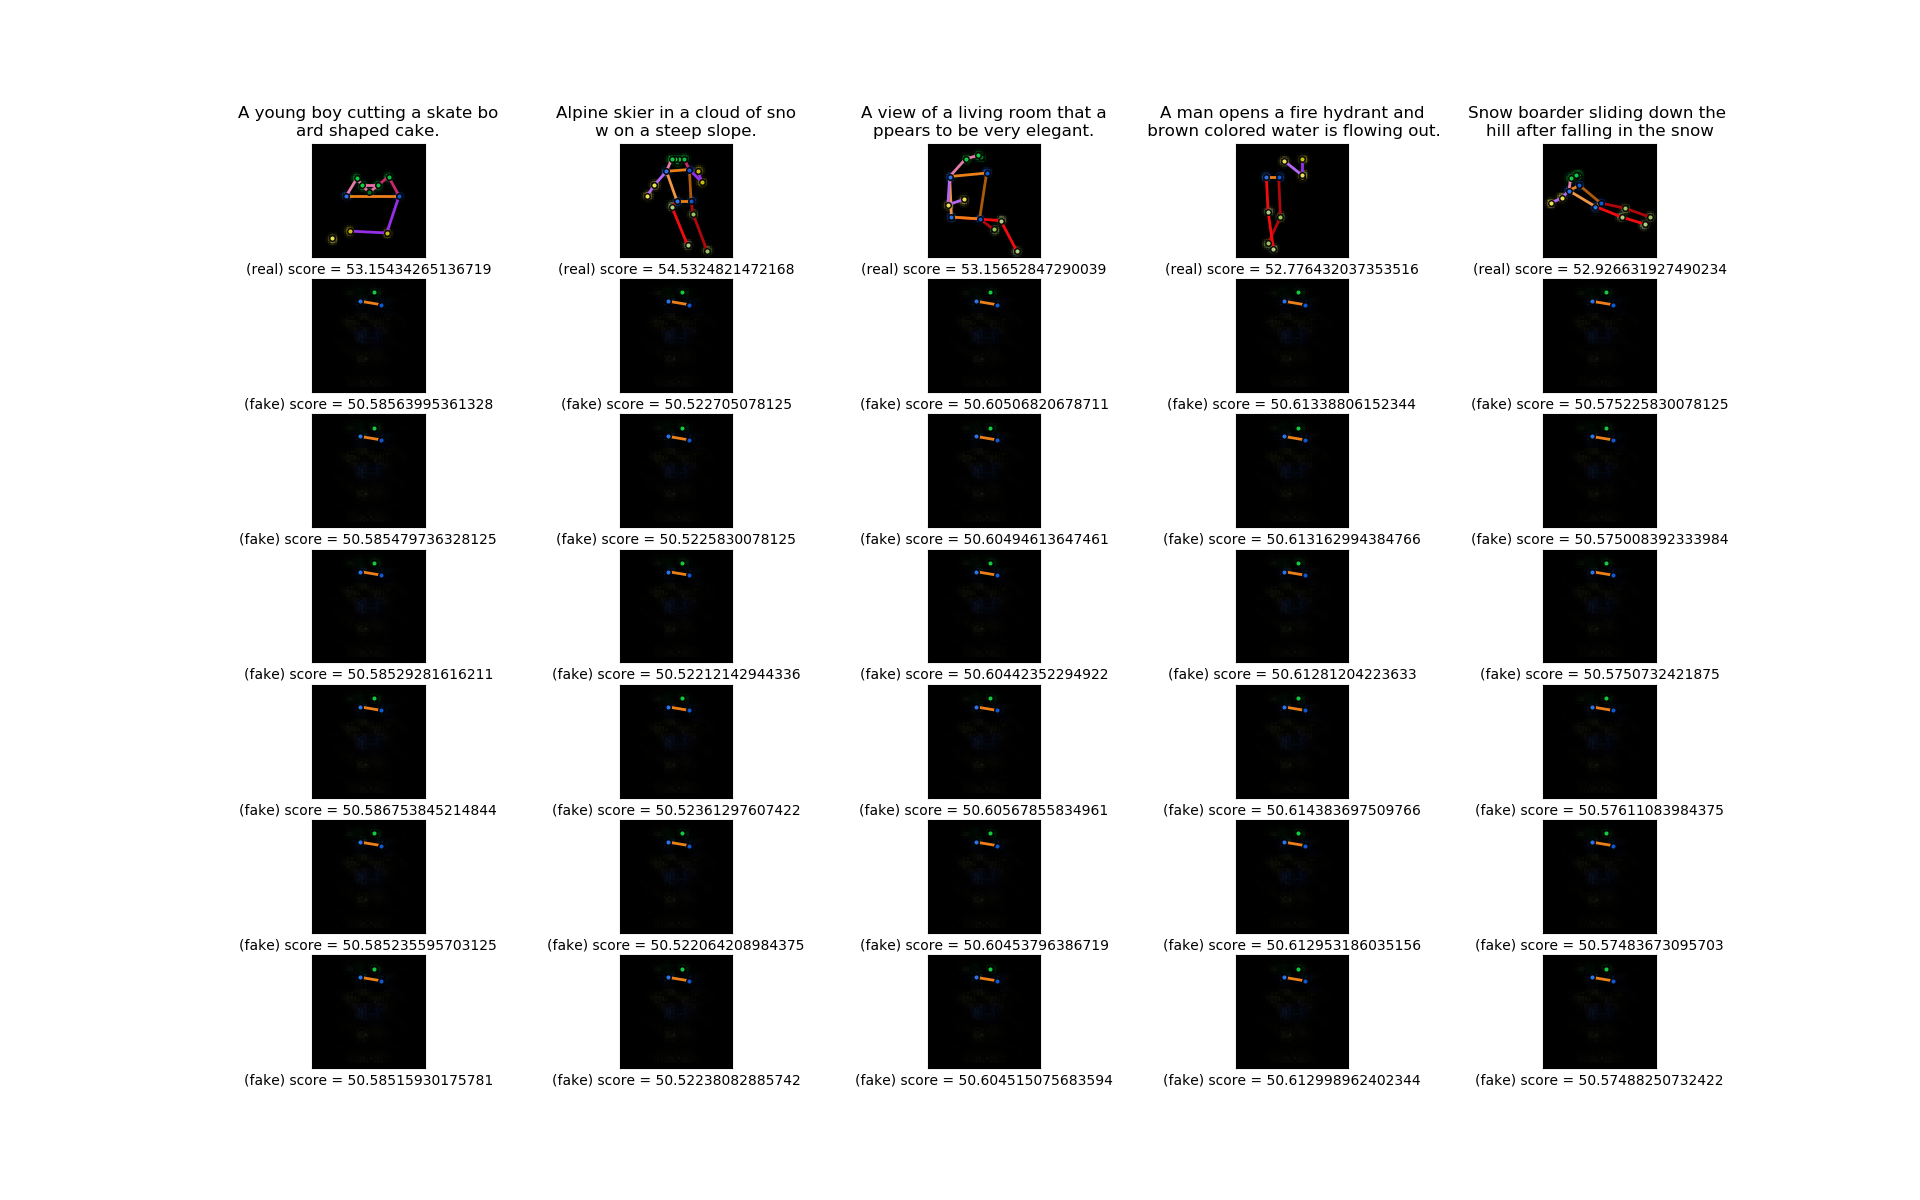 A young boy cutting a skate bo
ard shaped cake.
Alpine skier in a cloud of sno
w on a steep slope.
A view of a living room that a
ppears to be very elegant.
A man opens a fire hydrant and
brown colored water is flowing out.
Snow boarder sliding down the
hill after falling in the snow
(real) score = 53.15434265136719
(real) score = 54.5324821472168
(real) score = 53.15652847290039
(real) score = 52.776432037353516
(real) score = 52.926631927490234
(fake) score = 50.58563995361328
(fake) score = 50.522705078125
(fake) score = 50.60506820678711
(fake) score = 50.61338806152344
(fake) score = 50.575225830078125
(fake) score = 50.585479736328125
(fake) score = 50.5225830078125
(fake) score = 50.60494613647461
(fake) score = 50.613162994384766
(fake) score = 50.575008392333984
(fake) score = 50.58529281616211
(fake) score = 50.52212142944336
(fake) score = 50.60442352294922
(fake) score = 50.61281204223633
(fake) score = 50.5750732421875
(fake) score = 50.586753845214844
(fake) score = 50.52361297607422
(fake) score = 50.60567855834961
(fake) score = 50.614383697509766
(fake) score = 50.57611083984375
(fake) score = 50.585235595703125
(fake) score = 50.522064208984375
(fake) score = 50.60453796386719
(fake) score = 50.612953186035156
(fake) score = 50.57483673095703
(fake) score = 50.58515930175781
(fake) score = 50.52238082885742
(fake) score = 50.604515075683594
(fake) score = 50.612998962402344
(fake) score = 50.57488250732422